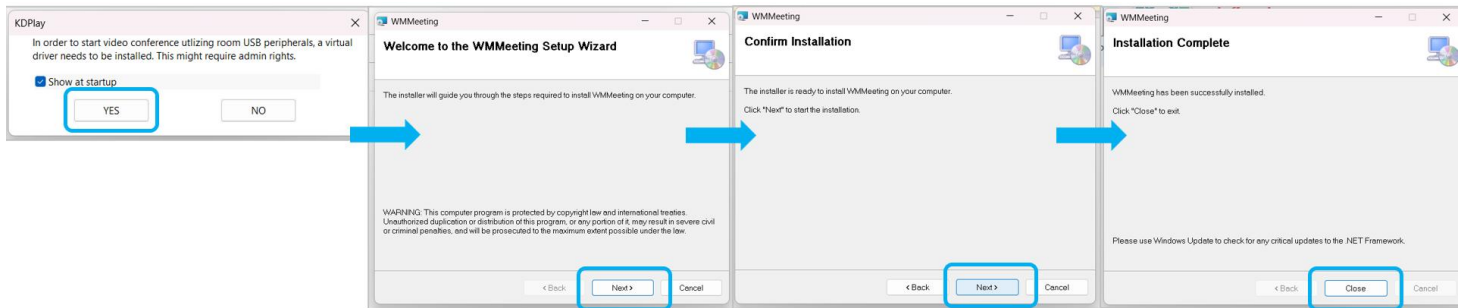 KDPlay
In order to start video conference utlizing room USB peripherals, a virtual
driver needs to be installed. This might require admin rights.
Show at startup
YES
NO
WMMeeting
Welcome to the WMMeeting Setup Wizard
The installer will guide you through the steps required to install WMMeeting on your computer.
WARNING: This computer program is protected by copyright law and international treaties.
Unauthorized duplication or distribution of this program, or any portion of it, may result in severe civil
or criminal penalties, and will be prosecuted to the maximum extent possible under the law.
< Back
Next >
Cancel
WMMeeting
Confirm Installation
The installer is ready to install WMMeeting on your computer.
Click "Next" to start the installation.
< Back
Next >
Cancel
WMMeeting
Installation Complete
WMMeeting has been successfully installed.
Click "Close" to exit.
Please use Windows Update to check for any critical updates to the .NET Framework.
< Back
Close
Cancel